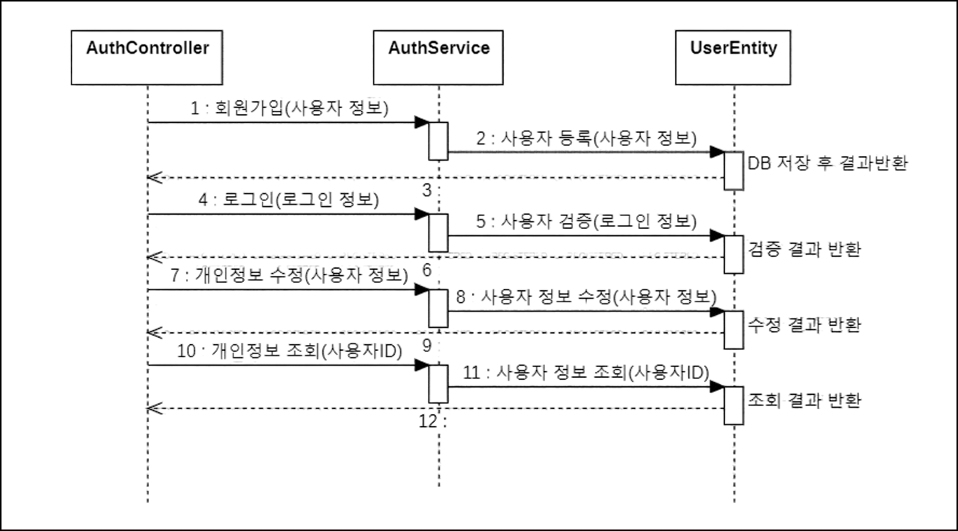 AuthController
AuthService
UserEntity
1 : 회원가입(사용자 정보)
2 : 사용자 등록(사용자 정보)
DB 저장 후 결과반환
3 :
4 : 로그인(로그인 정보)
5 : 사용자 검증(로그인 정보)
검증 결과 반환
6
7 : 개인정보 수정(사용자 정보)
8 : 사용자 정보 수정(사용자 정보)
수정 결과 반환
9 :
10 : 개인정보 조회(사용자ID)
11 : 사용자 정보 조회(사용자ID)
조회 결과 반환
12 :